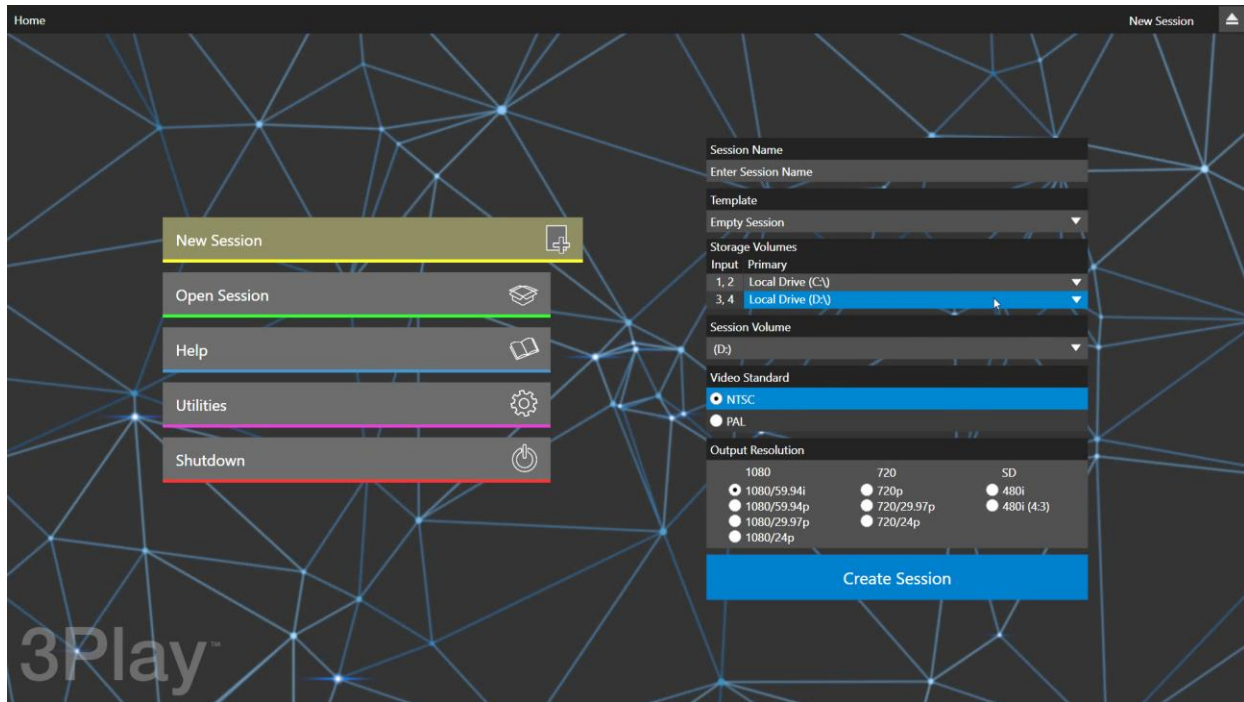 Home
New Session
New Session
Open Session
Help
Utilities
Shutdown
3Play™
Session Name
Enter Session Name
Template
Empty Session
Storage Volumes
Input Primary
1, 2 Local Drive (C:\)
3, 4 Local Drive (D:\)
Session Volume
(D:)
Video Standard
NTSC
PAL
Output Resolution
1080 720 SD
1080/59.94i 720p 480i
1080/59.94p 720/29.97p 480i (4:3)
1080/29.97p 720/24p
1080/24p
Create Session